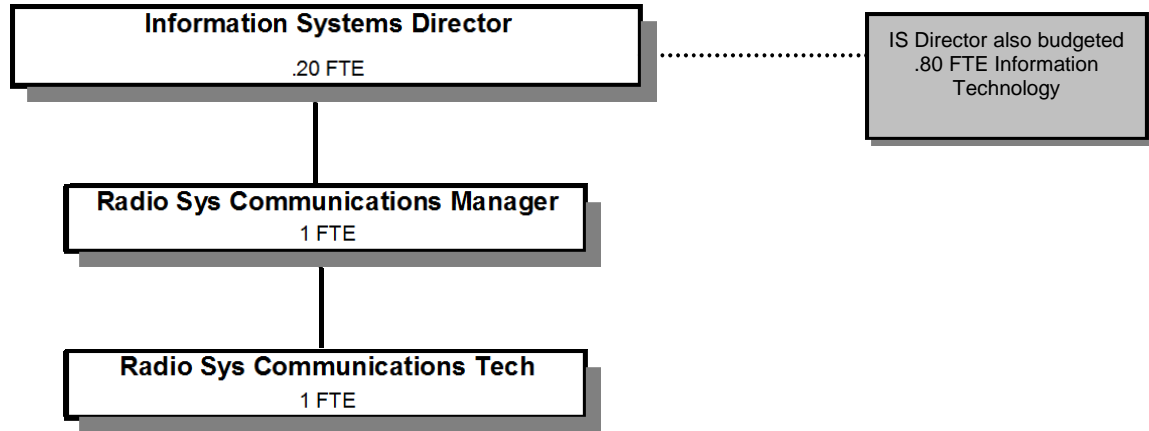 Information Systems Director
.20 FTE
IS Director also budgeted
.80 FTE Information
Technology
Radio Sys Communications Manager
1 FTE
Radio Sys Communications Tech
1 FTE